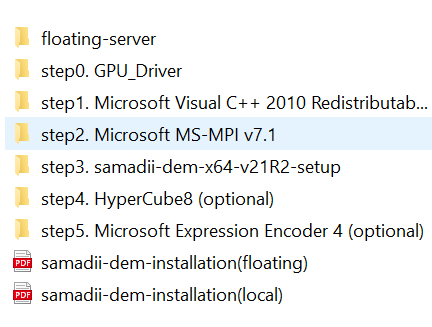 floating-server
step0. GPU_Driver
step1. Microsoft Visual C++ 2010 Redistributab...
step2. Microsoft MS-MPI v7.1
step3. samadii-dem-x64-v21R2-setup
step4. HyperCube8 (optional)
step5. Microsoft Expression Encoder 4 (optional)
PDF samadii-dem-installation(floating)
PDF samadii-dem-installation(local)